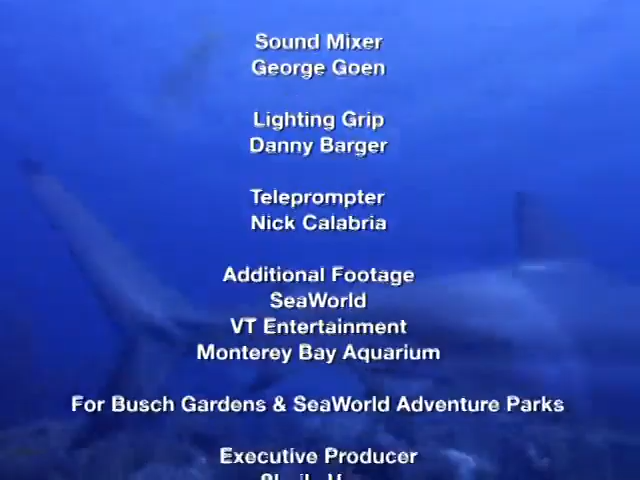 Sound Mixer
George Goen
Lighting Grip
Danny Barger
Teleprompter
Nick Calabria
Additional Footage
SeaWorld
VT Entertainment
Monterey Bay Aquarium
For Busch Gardens & SeaWorld Adventure Parks
Executive Producer